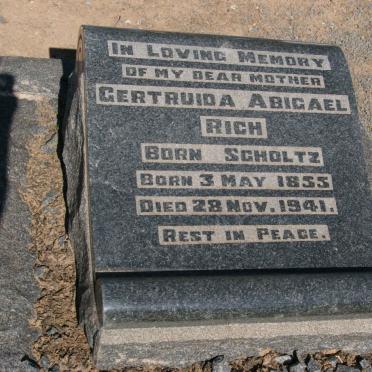 IN LOVING MEMORY
OF MY DEAR MOTHER
GERTRUIDA ABIGAEL
RICH
BORN SCHOLTZ
BORN 3 MAY 1855
DIED 28 NOV. 1941.
REST IN PEACE.